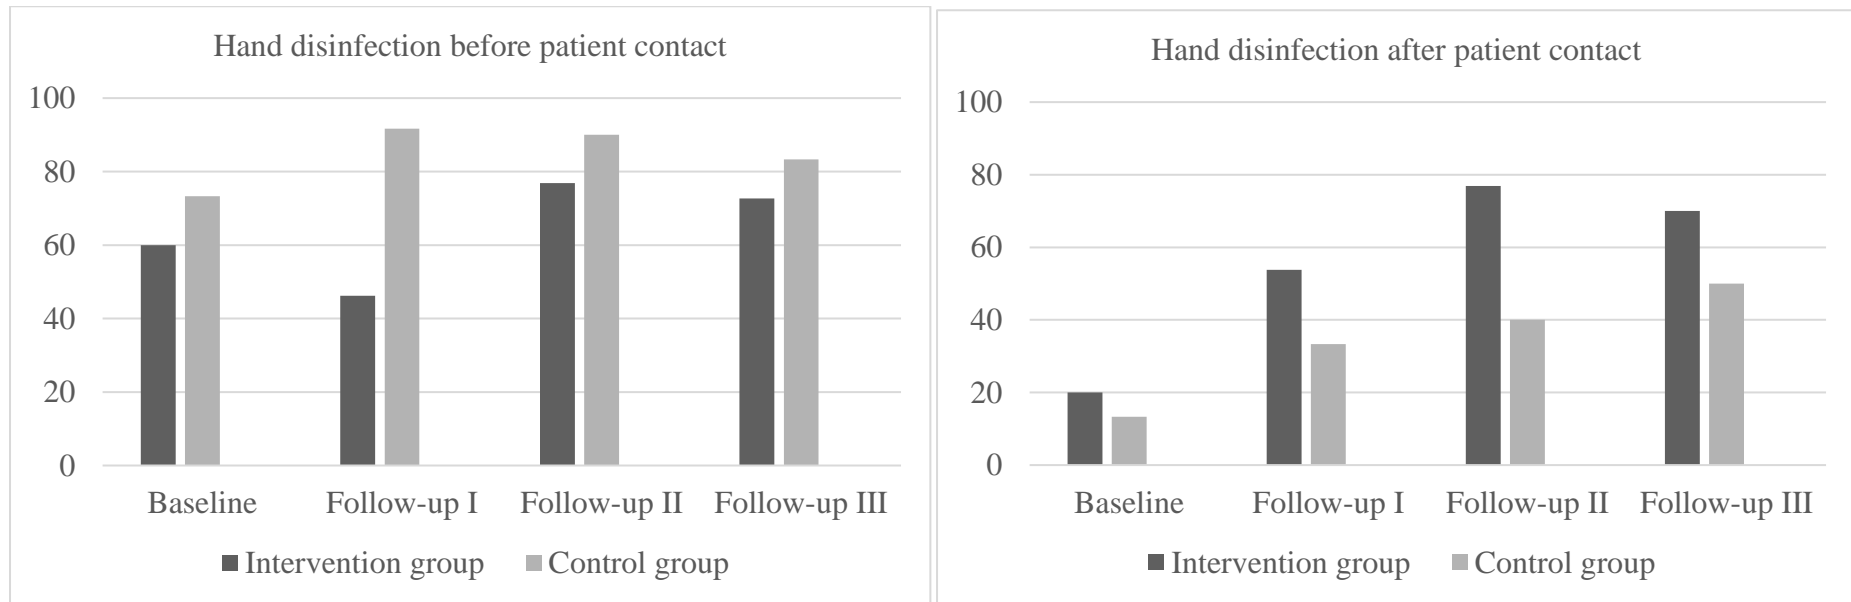 Hand disinfection before patient contact
100
80
60
40
20
0
Baseline Follow-up I Follow-up II Follow-up III
Intervention group Control group
Hand disinfection after patient contact
100
80
60
40
20
0
Baseline Follow-up I Follow-up II Follow-up III
Intervention group Control group